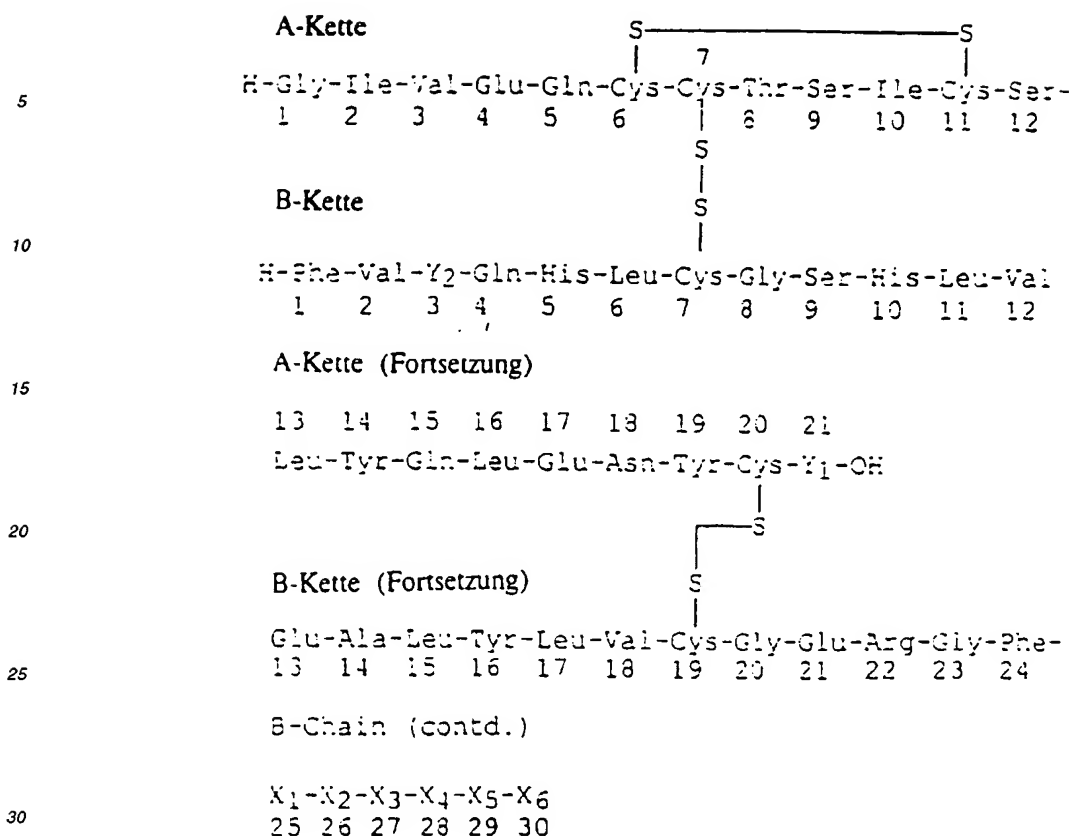 A-Kette
S S
7
H-Gly-Ile-Val-Glu-Gln-Cys-Cys-Thr-Ser-Ile-Cys-Ser-
5
1 2 3 4 5 6 8 9 10 11 12
S
B-Kette
S
10
H-Phe-Val-Y2-Gln-His-Leu-Cys-Gly-Ser-His-Leu-Val
1 2 3 4 5 6 7 8 9 10 11 12
A-Kette (Fortsetzung)
15
13 14 15 16 17 18 19 20 21
Leu-Tyr-Gln-Leu-Glu-Asn-Tyr-Cys-Y1-OH
20
S
S
B-Kette (Fortsetzung)
Glu-Ala-Leu-Tyr-Leu-Val-Cys-Gly-Glu-Arg-Gly-Phe-
25
13 14 15 16 17 18 19 20 21 22 23 24
B-Chain (contd.)
X1-X2-X3-X4-X5-X6
30
25 26 27 28 29 30